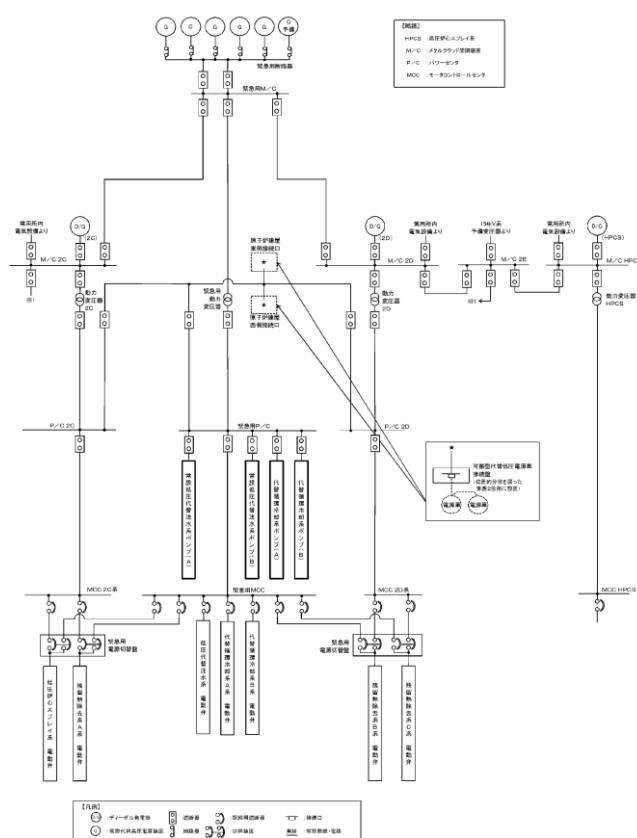 G
G
G
G
G
G
予備
緊急用断路器
緊急用M/C
【略語】
HPCS :高圧炉心スプレイ系
M/C :メタルクラッド開閉装置
P/C :パワーセンタ
MCC :モータコントロールセンタ
常用所内
電気設備より
D/G
(2C)
M/C 2C
動力
変圧器
2C
原子炉建屋
東側接続口
緊急用
動力
変圧器
原子炉建屋
西側接続口
D/G
(2D)
M/C 2D
動力
変圧器
2D
常用所内
電気設備より
154kV系
予備変圧器より
M/C 2E
常用所内
電気設備より
D/G
(HPCS)
M/C HPC
動力変圧器
HPCS
P/C 2C
緊急用P/C
P/C 2D
常設低圧代替注水系ポンプ(A)
常設低圧代替注水系ポンプ(B)
代替循環冷却系ポンプ(A)
代替循環冷却系ポンプ(B)
可搬型代替低圧電源車
接続盤
(位置的分散を図った
電源車
電源車
MCC 2C系
緊急用MCC
MCC 2D系
MCC HPCS
緊急用
電源切替盤
緊急用
電源切替盤
低圧炉心スプレイ系 電動弁
残留熱除去系A系 電動弁
低圧代替注水系 電動弁
代替循環冷却系A系 電動弁
代替循環冷却系B系 電動弁
残留熱除去系B系 電動弁
残留熱除去系C系 電動弁
【凡例】
D/G :ディーゼル発電機
:遮断器
:配線用遮断器
:接続口
G :常設代替高圧電源装置
:断路器
:切替装置